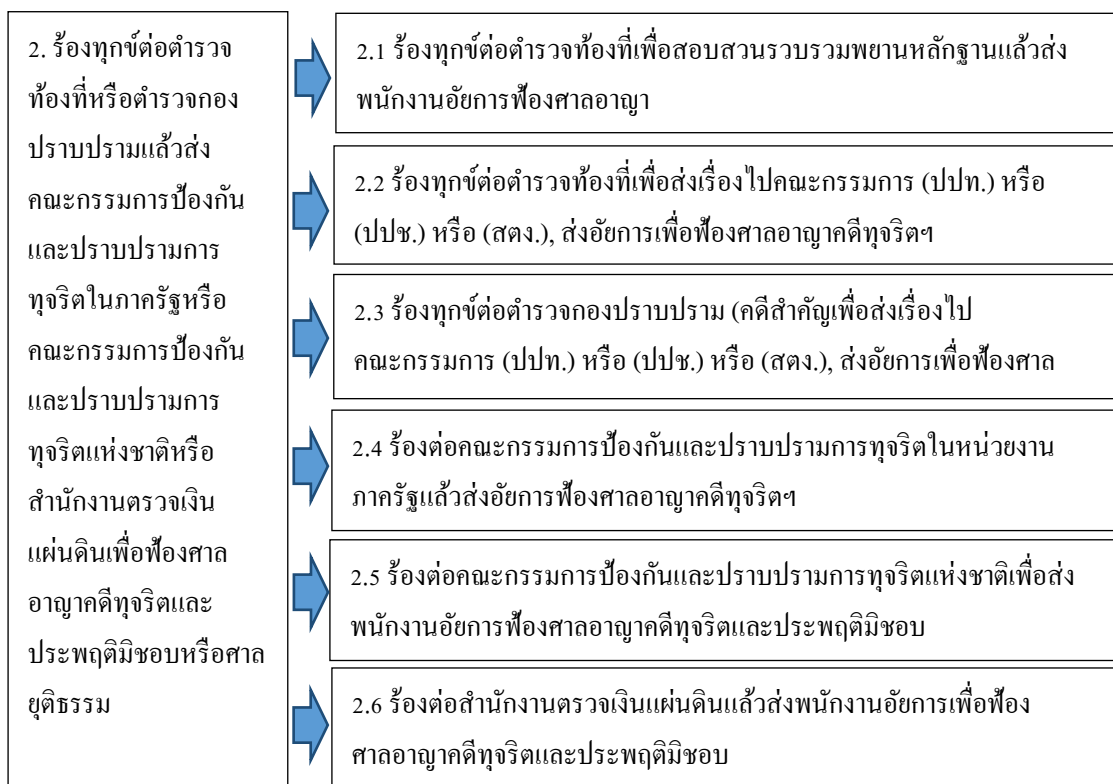 2. ร้องทุกข์ต่อตำรวจ
ท้องที่หรือตำรวจกอง
ปราบปรามแล้วส่ง
คณะกรรมการป้องกัน
และปราบปรามการ
ทุจริตในภาครัฐหรือ
คณะกรรมการป้องกัน
และปราบปรามการ
ทุจริตแห่งชาติหรือ
สำนักงานตรวจเงิน
แผ่นดินเพื่อฟ้องศาล
อาญาคดีทุจริตและ
ประพฤติมิชอบหรือศาล
ยุติธรรม
2.1 ร้องทุกข์ต่อตำรวจท้องที่เพื่อสอบสวนรวบรวมพยานหลักฐานแล้วส่ง
พนักงานอัยการฟ้องศาลอาญา
2.2 ร้องทุกข์ต่อตำรวจท้องที่เพื่อส่งเรื่องไปคณะกรรมการ (ปปท.) หรือ
(ปปช.) หรือ (สตง.), ส่งอัยการเพื่อฟ้องศาลอาญาคดีทุจริตฯ
2.3 ร้องทุกข์ต่อตำรวจกองปราบปราม (คดีสำคัญเพื่อส่งเรื่องไป
คณะกรรมการ (ปปท.) หรือ (ปปช.) หรือ (สตง.), ส่งอัยการเพื่อฟ้องศาล
2.4 ร้องต่อคณะกรรมการป้องกันและปราบปรามการทุจริตในหน่วยงาน
ภาครัฐแล้วส่งอัยการฟ้องศาลอาญาคดีทุจริตฯ
2.5 ร้องต่อคณะกรรมการป้องกันและปราบปรามการทุจริตแห่งชาติเพื่อส่ง
พนักงานอัยการฟ้องศาลอาญาคดีทุจริตและประพฤติมิชอบ
2.6 ร้องต่อสำนักงานตรวจเงินแผ่นดินแล้วส่งพนักงานอัยการเพื่อฟ้อง
ศาลอาญาคดีทุจริตและประพฤติมิชอบ